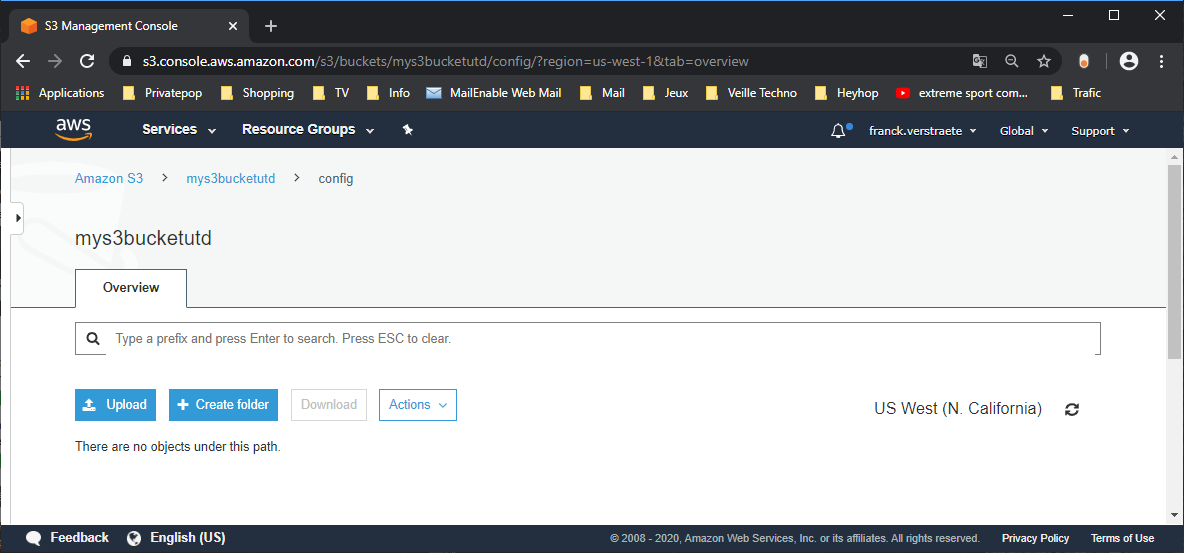 S3 Management Console
s3.console.aws.amazon.com/s3/buckets/mys3bucketutd/config/?region=us-west-1&tab=overview
Applications Privatepop Shopping TV Info MailEnable Web Mail Mail Jeux Veille Techno Heyhop extreme sport com... Trafic
aws Services Resource Groups franck.verstraete Global Support
Amazon S3 mys3bucketutd config
mys3bucketutd
Overview
Type a prefix and press Enter to search. Press ESC to clear.
Upload Create folder Download Actions US West (N. California)
There are no objects under this path.
Feedback English (US) © 2008 - 2020, Amazon Web Services, Inc. or its affiliates. All rights reserved. Privacy Policy Terms of Use